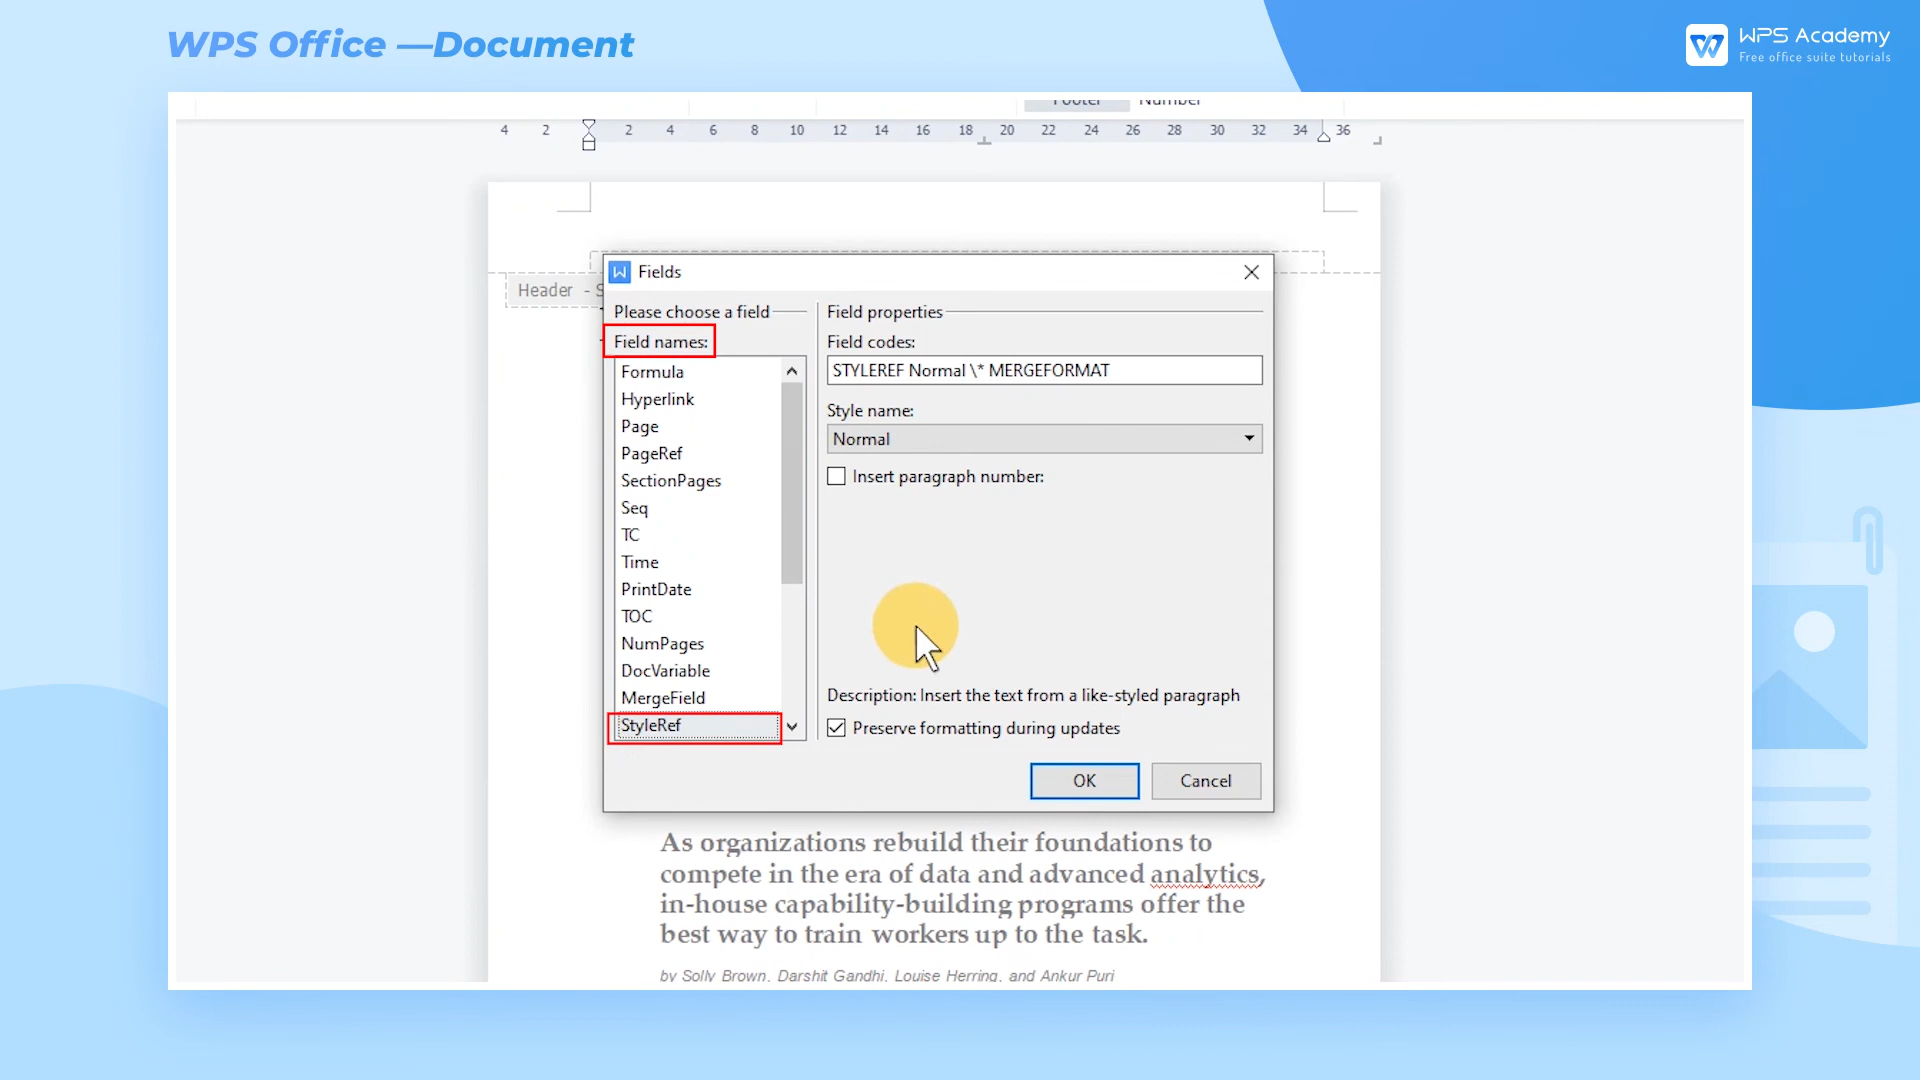 WPS Office —Document
WPS Academy
Free office suite tutorials
Footer Number
4 2 2 4 6 8 10 12 14 16 18 20 22 24 26 28 30 32 34 36
Header - S
Fields
Please choose a field
Field names:
Formula
Hyperlink
Page
PageRef
SectionPages
Seq
TC
Time
PrintDate
TOC
NumPages
DocVariable
MergeField
StyleRef
Field properties
Field codes:
STYLEREF Normal \* MERGEFORMAT
Style name:
Normal
Insert paragraph number:
Description: Insert the text from a like-styled paragraph
Preserve formatting during updates
OK Cancel
As organizations rebuild their foundations to
compete in the era of data and advanced analytics,
in-house capability-building programs offer the
best way to train workers up to the task.
by Solly Brown, Darshit Gandhi, Louise Herring, and Ankur Puri